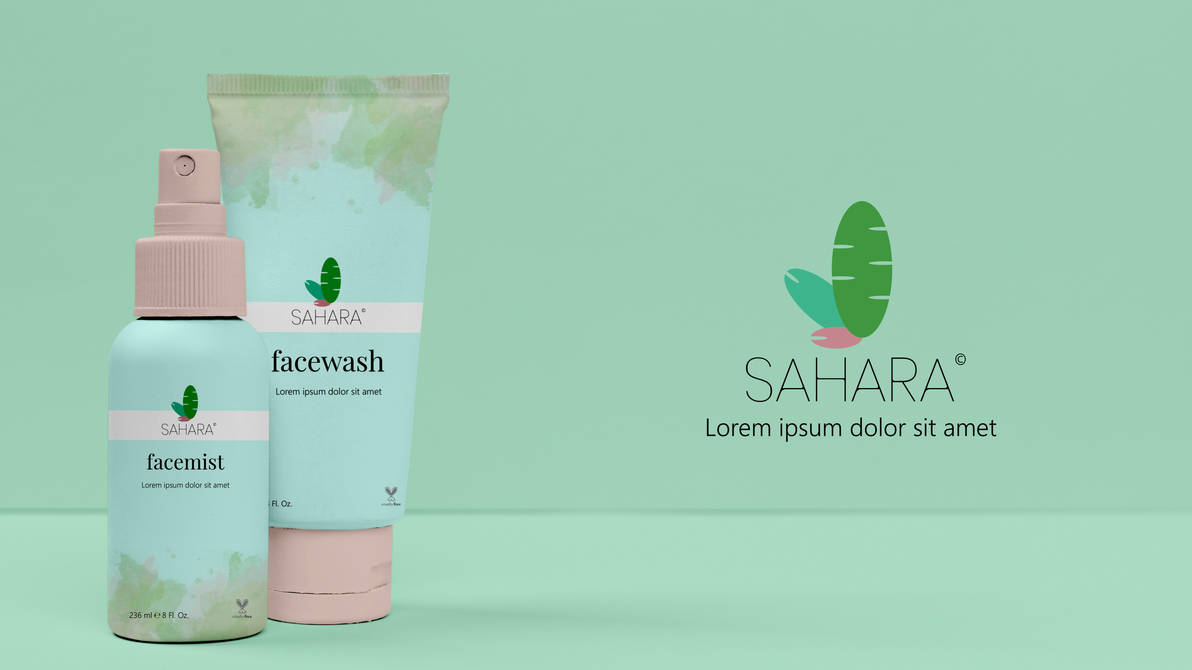 SAHARA©
facewash
Lorem ipsum dolor sit amet
Fl. Oz.
SAHARA©
facemist
Lorem ipsum dolor sit amet
236 ml ℮ 8 Fl. Oz.
crueltyfree
SAHARA©
Lorem ipsum dolor sit amet